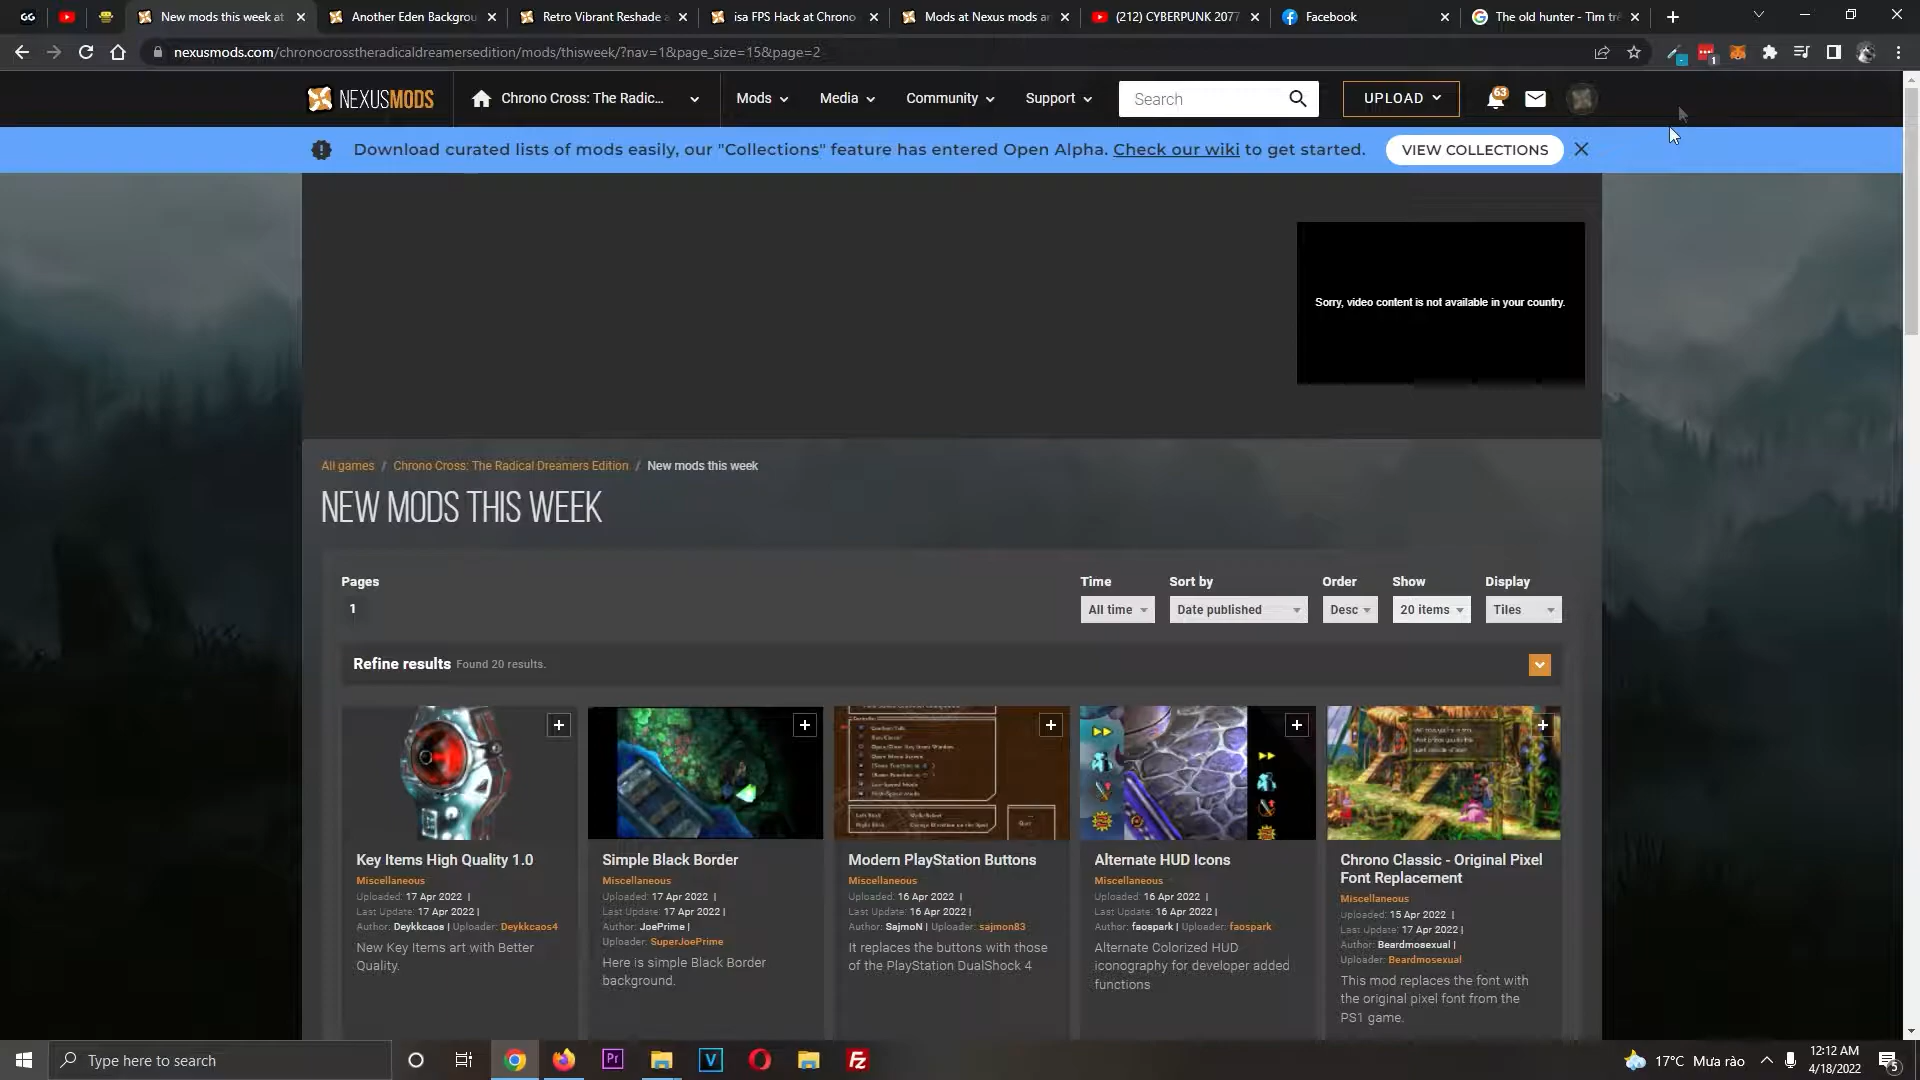 New mods this week at
Another Eden Backgrou
Retro Vibrant Reshade a
isa FPS Hack at Chrono
Mods at Nexus mods a
(212) CYBERPUNK 2077
Facebook
The old hunter - Tìm tr
nexusmods.com/chronocrosstheradicaldreamersedition/mods/thisweek/?nav=1&page_size=15&page=2
1
NEXUSMODS
Chrono Cross: The Radic...
Mods
Media
Community
Support
Search
UPLOAD
63
Download curated lists of mods easily, our "Collections" feature has entered Open Alpha. Check our wiki to get started.
VIEW COLLECTIONS
Sorry, video content is not available in your country.
All games / Chrono Cross: The Radical Dreamers Edition / New mods this week
NEW MODS THIS WEEK
Pages
1
Time
All time
Sort by
Date published
Order
Desc
Show
20 items
Display
Tiles
Refine results Found 20 results.
Key Items High Quality 1.0
Miscellaneous
Uploaded: 17 Apr 2022 |
Last Update: 17 Apr 2022 |
Author: Deykkcaos | Uploader: Deykkcaos4
New Key Items art with Better
Quality.
Simple Black Border
Miscellaneous
Uploaded: 17 Apr 2022 |
Last Update: 17 Apr 2022 |
Author: JoePrime |
Uploader: SuperJoePrime
Here is simple Black Border
background.
Modern PlayStation Buttons
Miscellaneous
Uploaded: 16 Apr 2022 |
Last Update: 16 Apr 2022 |
Author: SajmoN | Uploader: sajmon83
It replaces the buttons with those
of the PlayStation DualShock 4
Alternate HUD Icons
Miscellaneous
Uploaded: 16 Apr 2022 |
Last Update: 16 Apr 2022 |
Author: faospark | Uploader: faospark
Alternate Colorized HUD
iconography for developer added
functions
Chrono Classic - Original Pixel
Font Replacement
Miscellaneous
Uploaded: 15 Apr 2022 |
Last Update: 17 Apr 2022 |
Author: Beardmosexual |
Uploader: Beardmosexual
This mod replaces the font with
the original pixel font from the
PS1 game.
Type here to search
17°C Mưa rào
12:12 AM
4/18/2022
5